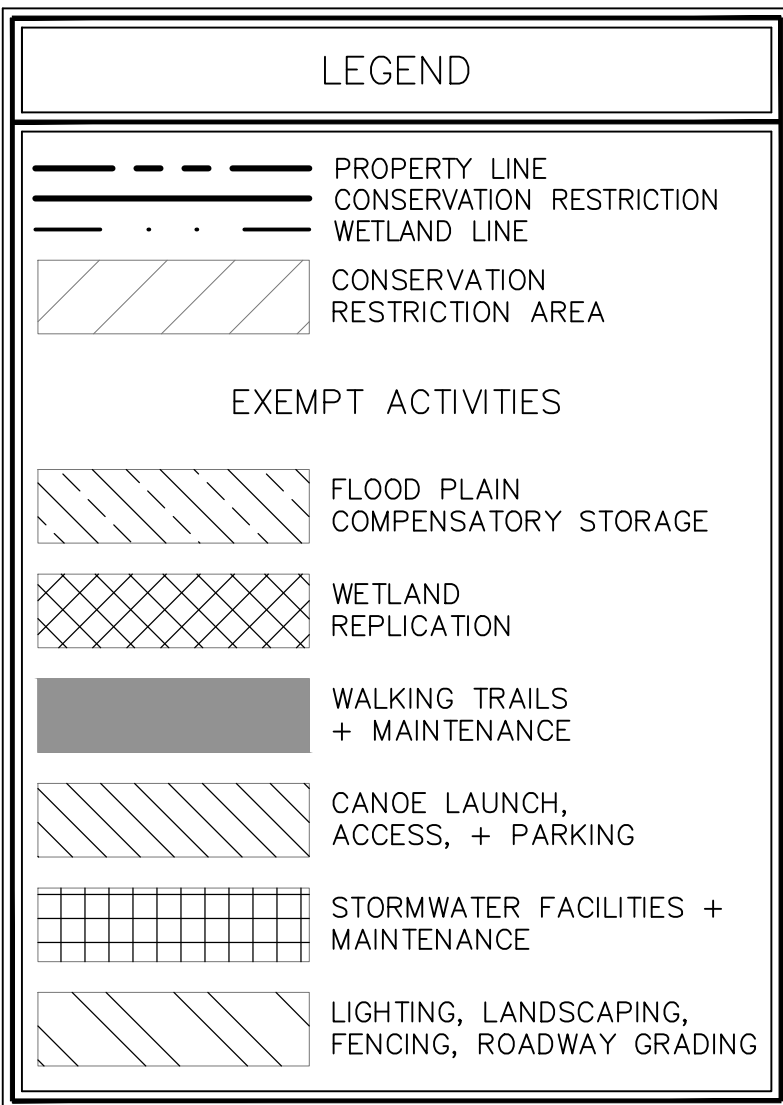 LEGEND
PROPERTY LINE
CONSERVATION RESTRICTION
WETLAND LINE
CONSERVATION
RESTRICTION AREA
EXEMPT ACTIVITIES
FLOOD PLAIN
COMPENSATORY STORAGE
WETLAND
REPLICATION
WALKING TRAILS
+ MAINTENANCE
CANOE LAUNCH,
ACCESS, + PARKING
STORMWATER FACILITIES +
MAINTENANCE
LIGHTING, LANDSCAPING,
FENCING, ROADWAY GRADING